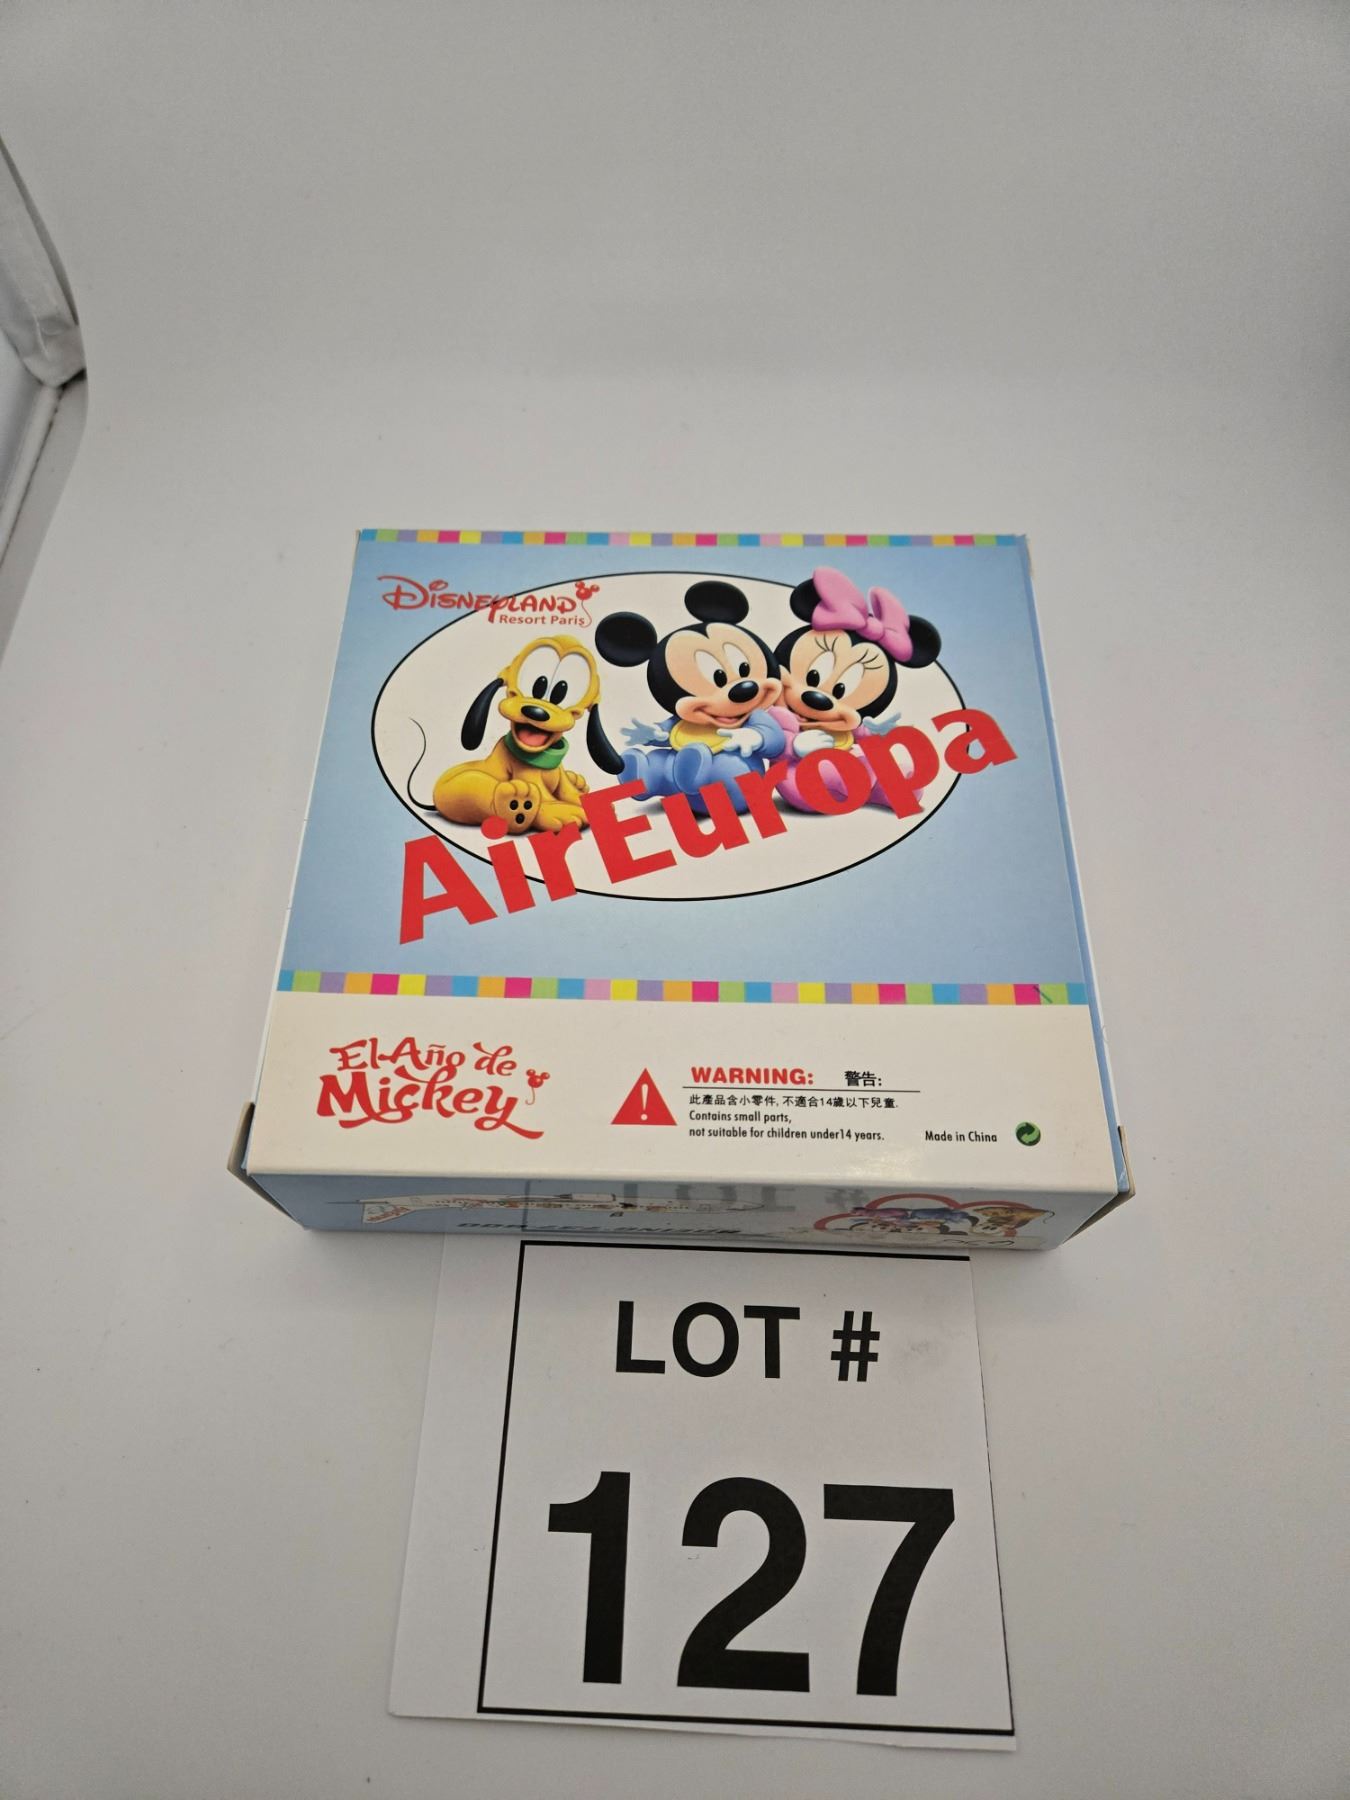 DISNEYLAND
Resort Paris
AirEuropa
El Año de
Mickey
WARNING: 警告:
此產品含小零件, 不適合14歲以下兒童.
Contains small parts,
not suitable for children under14 years.
Made in China
LOT #
127